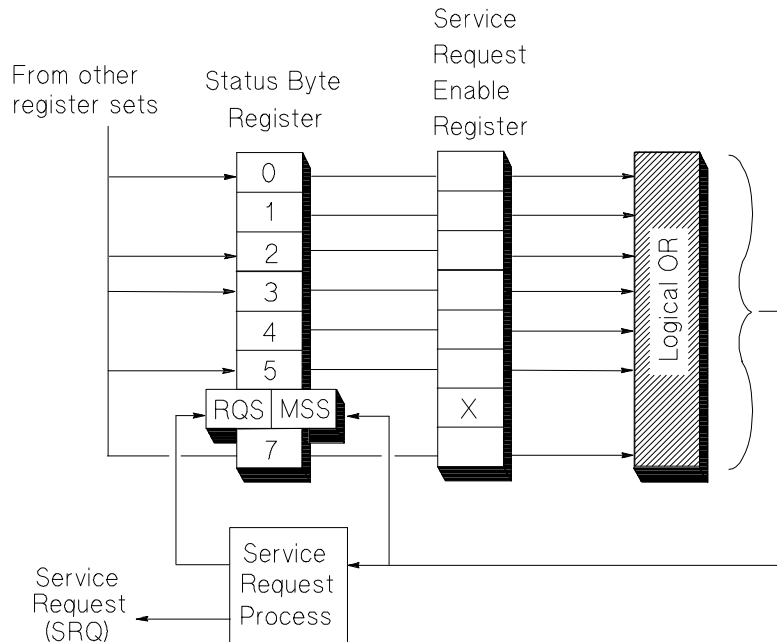 From other
register sets
Status Byte
Register
Service
Request
Enable
Register
0
1
2
3
4
5
RQS MSS
7
X
Logical OR
Service
Request
Process
Service
Request
(SRQ)